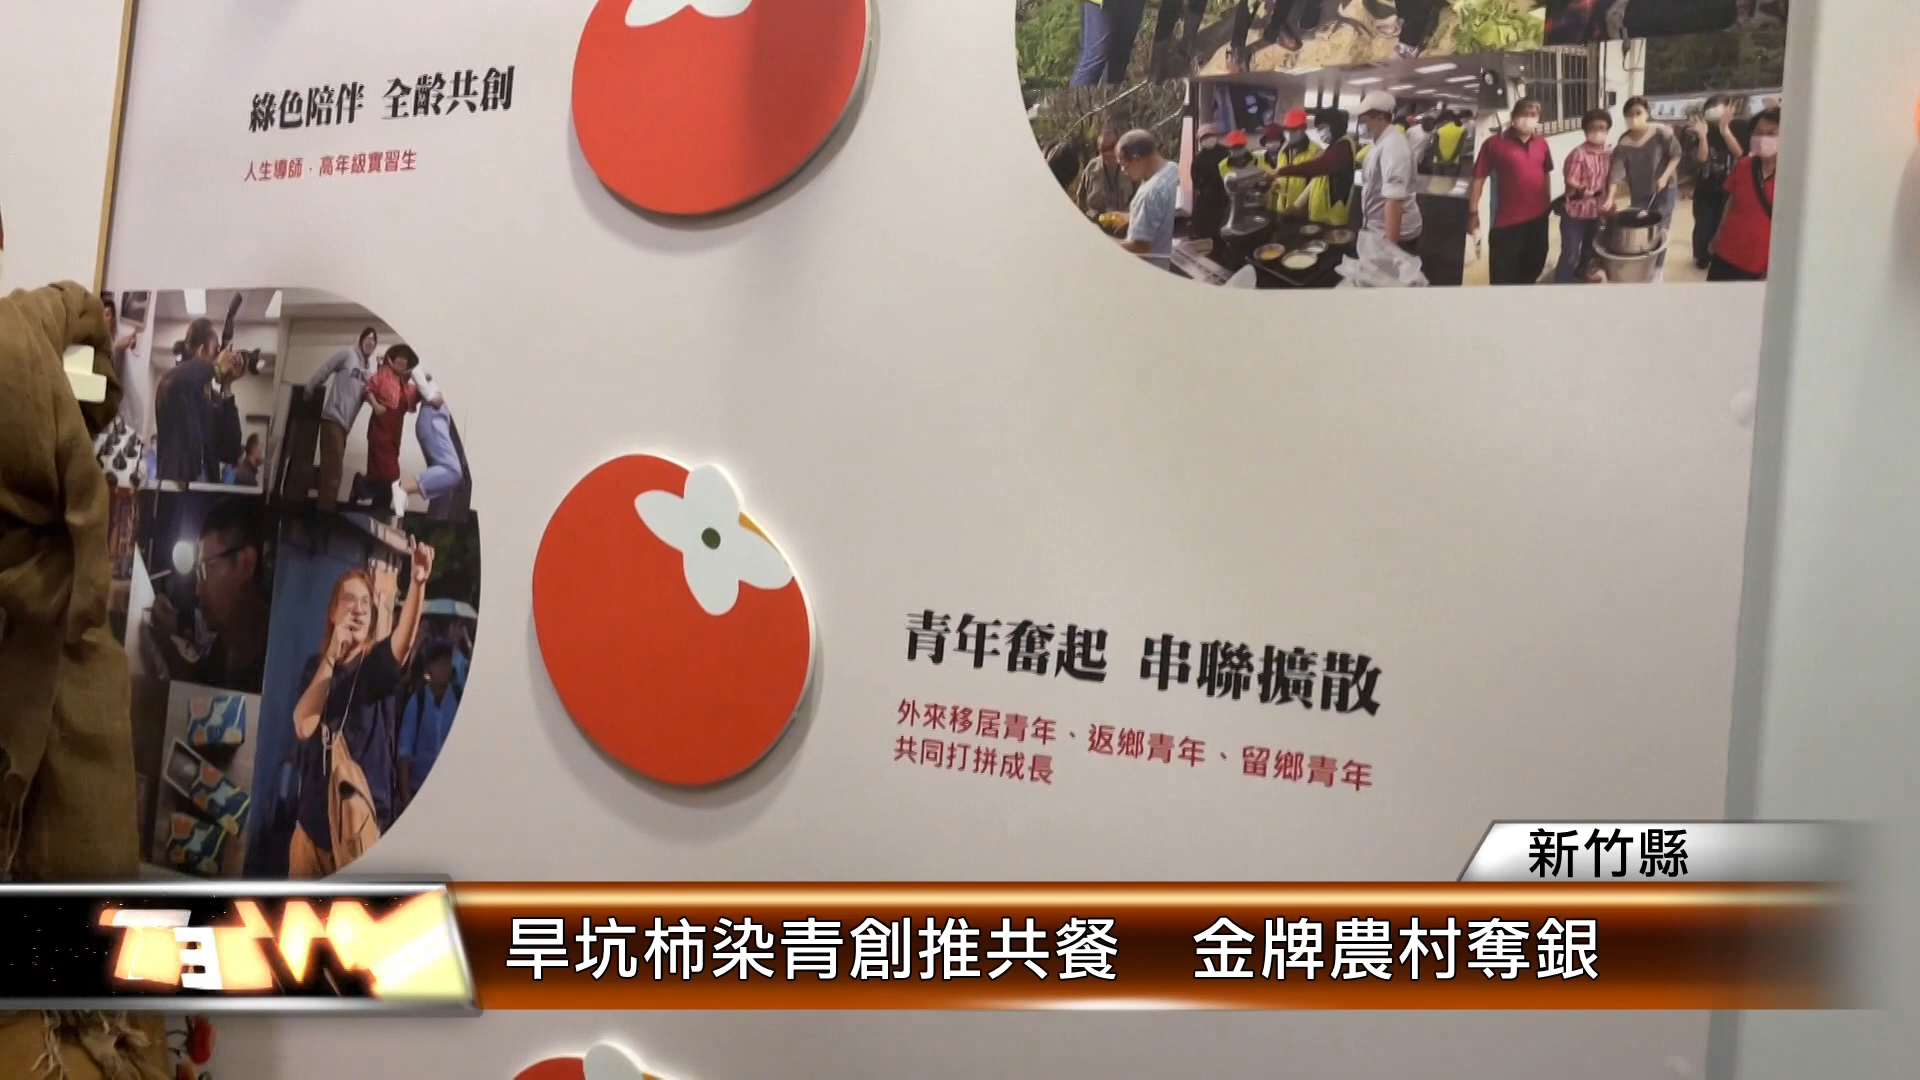 綠色陪伴 全齡共創
人生導師．高年級實習生
青年奮起 串聯擴散
外來移居青年、返鄉青年、留鄉青年
共同打拼成長
新竹縣
旱坑柿染青創推共餐 金牌農村奪銀